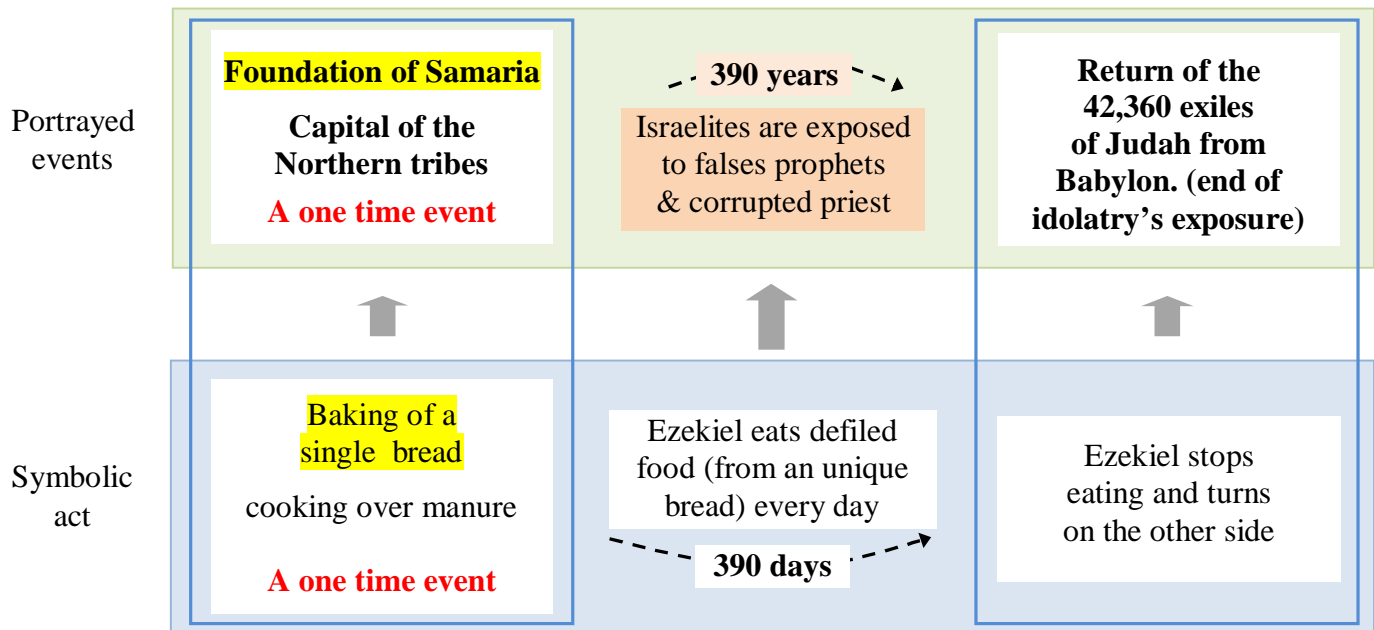 Portrayed
events
Foundation of Samaria
Capital of the
Northern tribes
A one time event
390 years
Israelites are exposed
to falses prophets
& corrupted priest
Return of the
42,360 exiles
of Judah from
Babylon. (end of
idolatry’s exposure)
Symbolic
act
Baking of a
single bread
cooking over manure
A one time event
Ezekiel eats defiled
food (from an unique
bread) every day
390 days
Ezekiel stops
eating and turns
on the other side